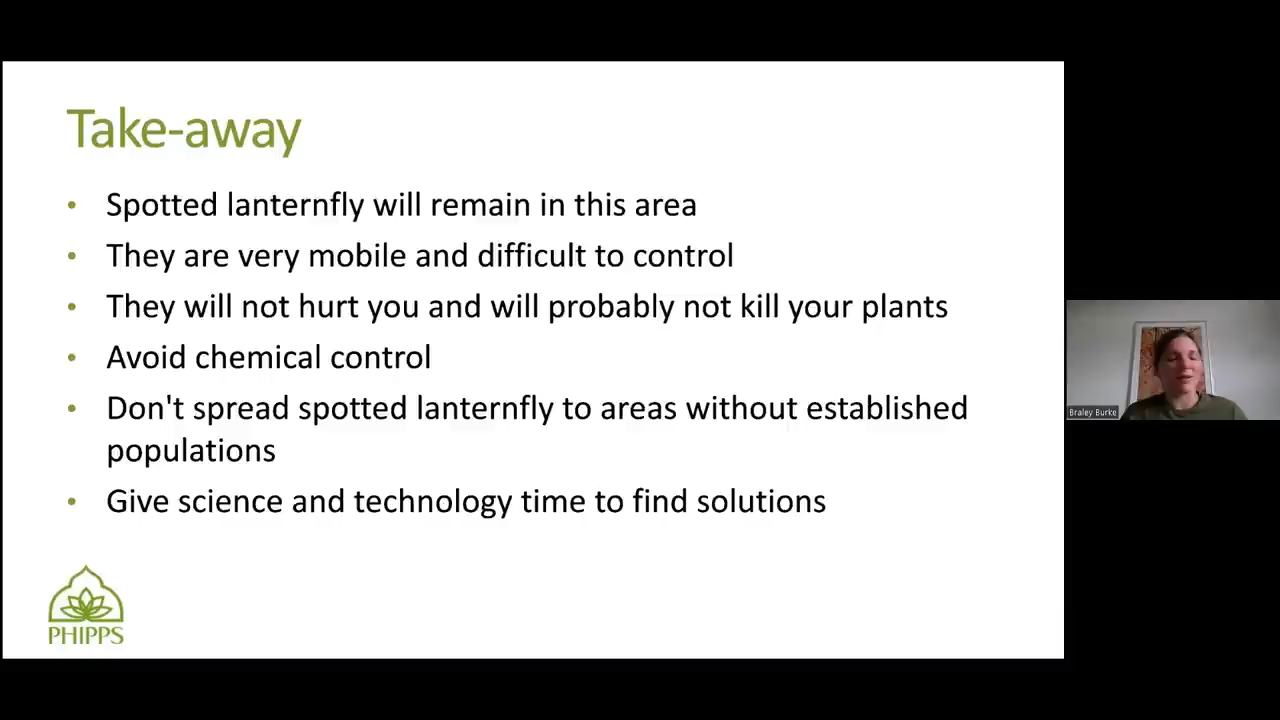 Take-away
• Spotted lanternfly will remain in this area
• They are very mobile and difficult to control
• They will not hurt you and will probably not kill your plants
• Avoid chemical control
• Don't spread spotted lanternfly to areas without established
populations
• Give science and technology time to find solutions
PHIPPS
Braley Burke